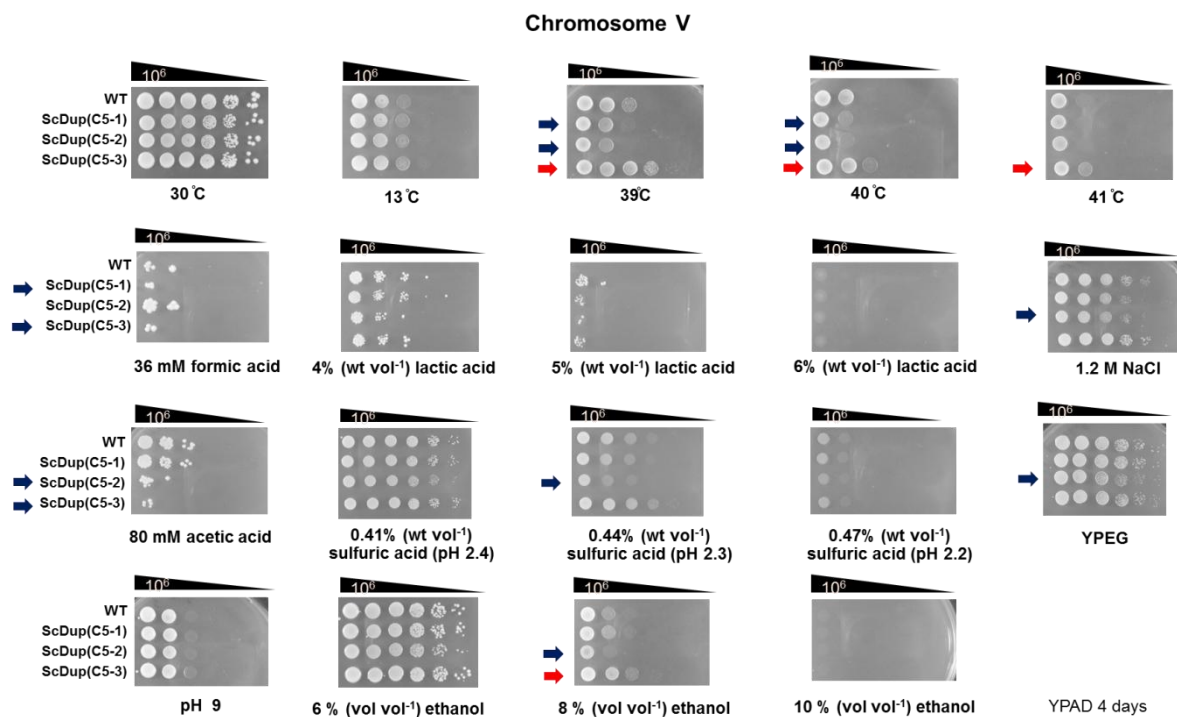 Chromosome V
10⁶ 10⁶ 10⁶ 10⁶ 10⁶
WT
ScDup(C5-1)
ScDup(C5-2)
ScDup(C5-3)
30°C 13°C 39°C 40°C 41°C
10⁶ 10⁶ 10⁶ 10⁶ 10⁶
WT
ScDup(C5-1)
ScDup(C5-2)
ScDup(C5-3)
36 mM formic acid 4% (wt vol⁻¹) lactic acid 5% (wt vol⁻¹) lactic acid 6% (wt vol⁻¹) lactic acid 1.2 M NaCl
10⁶ 10⁶ 10⁶ 10⁶ 10⁶
WT
ScDup(C5-1)
ScDup(C5-2)
ScDup(C5-3)
80 mM acetic acid 0.41% (wt vol⁻¹) 0.44% (wt vol⁻¹) 0.47% (wt vol⁻¹) YPEG
sulfuric acid (pH 2.4) sulfuric acid (pH 2.3) sulfuric acid (pH 2.2)
10⁶ 10⁶ 10⁶ 10⁶
WT
ScDup(C5-1)
ScDup(C5-2)
ScDup(C5-3)
pH 9 6 % (vol vol⁻¹) ethanol 8 % (vol vol⁻¹) ethanol 10 % (vol vol⁻¹) ethanol YPAD 4 days